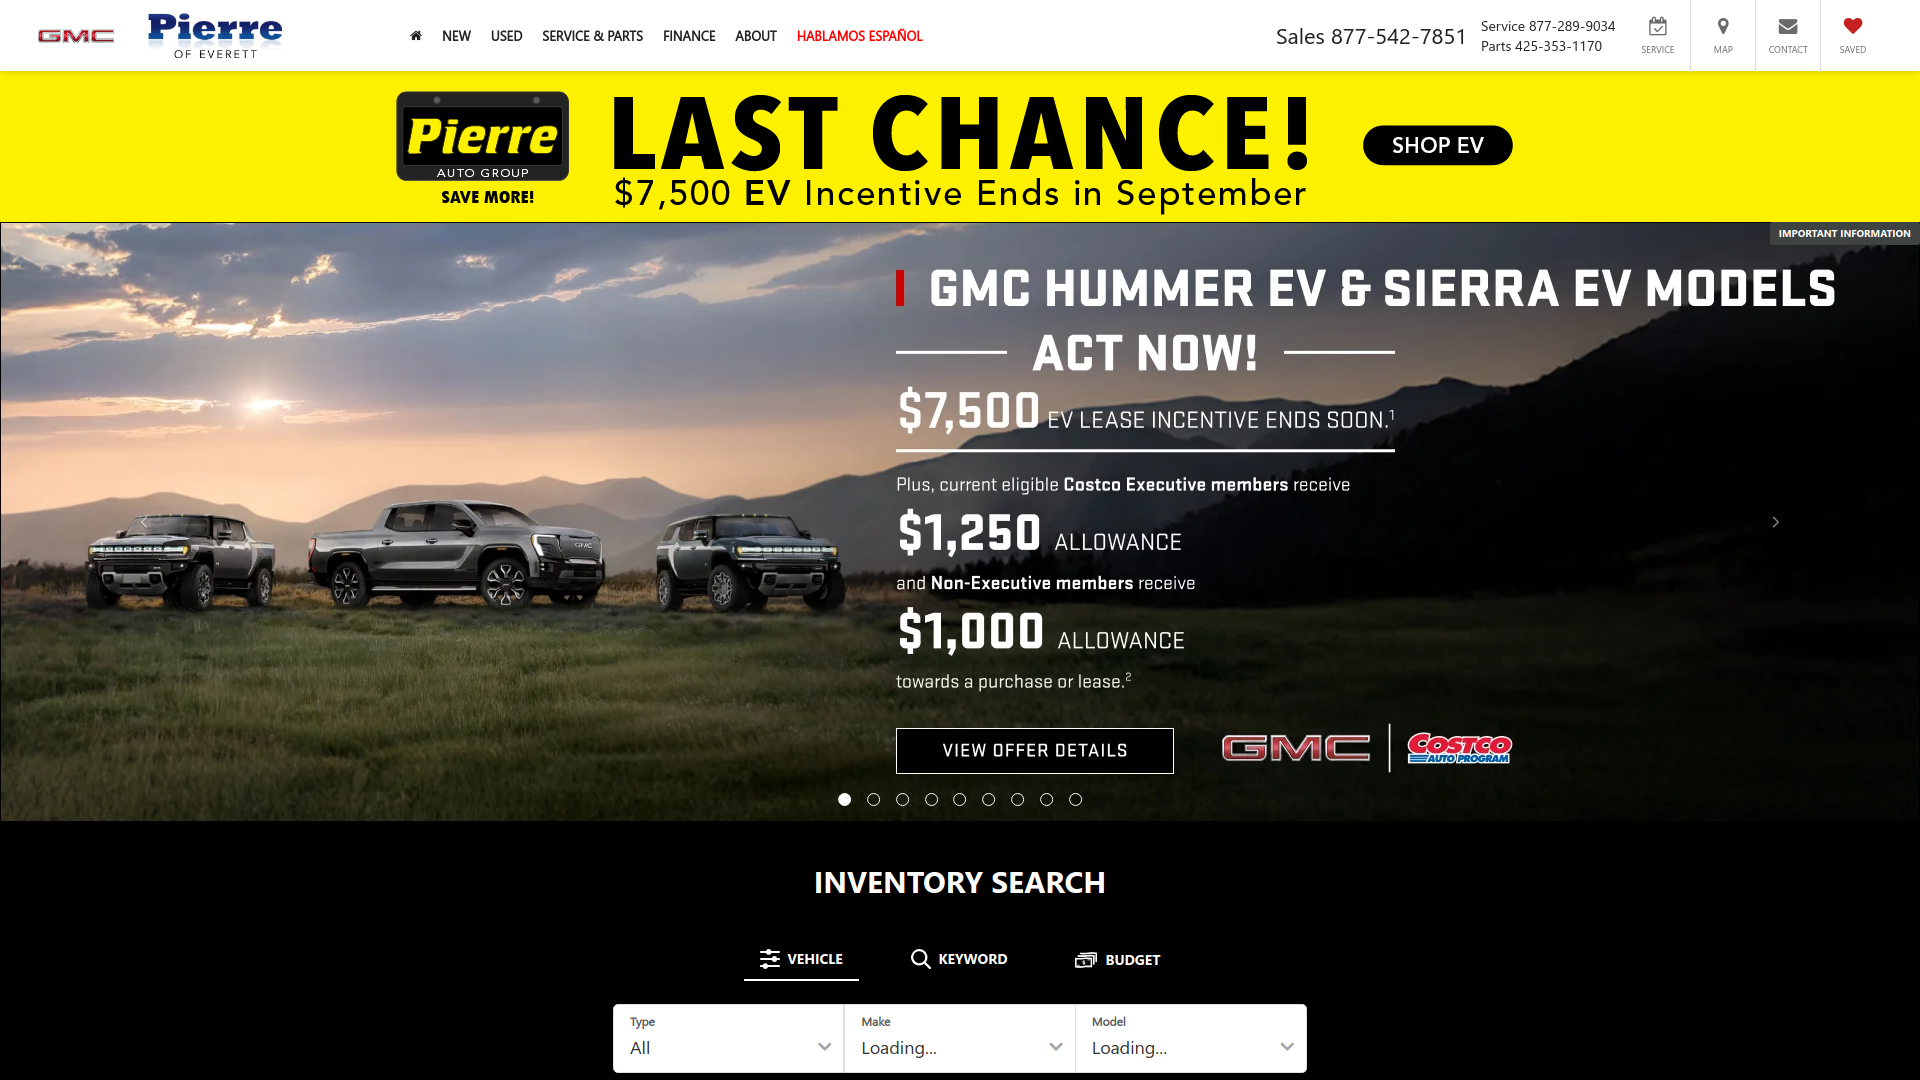 GMC
Pierre
OF EVERETT
NEW
USED
SERVICE & PARTS
FINANCE
ABOUT
HABLAMOS ESPAÑOL
Sales 877-542-7851
Service 877-289-9034
Parts 425-353-1170
SERVICE
MAP
CONTACT
SAVED
Pierre
AUTO GROUP
SAVE MORE!
LAST CHANCE!
$7,500 EV Incentive Ends in September
SHOP EV
IMPORTANT INFORMATION
GMC HUMMER EV & SIERRA EV MODELS
ACT NOW!
$7,500 EV LEASE INCENTIVE ENDS SOON.¹
Plus, current eligible Costco Executive members receive
$1,250 ALLOWANCE
and Non-Executive members receive
$1,000 ALLOWANCE
towards a purchase or lease.²
VIEW OFFER DETAILS
GMC
COSTCO
AUTO PROGRAM
INVENTORY SEARCH
VEHICLE
KEYWORD
BUDGET
Type
All
Make
Loading...
Model
Loading...